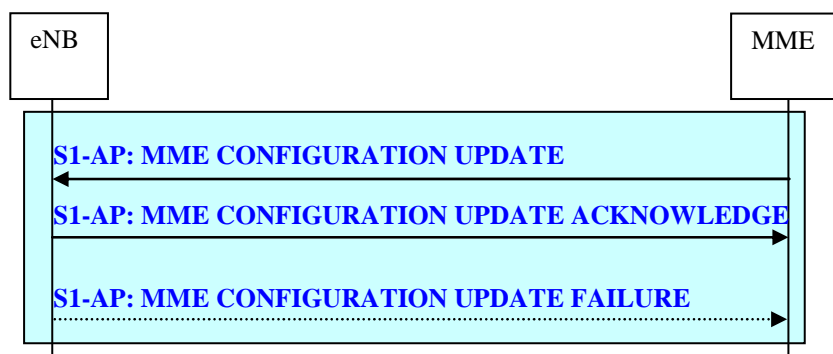 eNB
MME
S1-AP: MME CONFIGURATION UPDATE
S1-AP: MME CONFIGURATION UPDATE ACKNOWLEDGE
S1-AP: MME CONFIGURATION UPDATE FAILURE